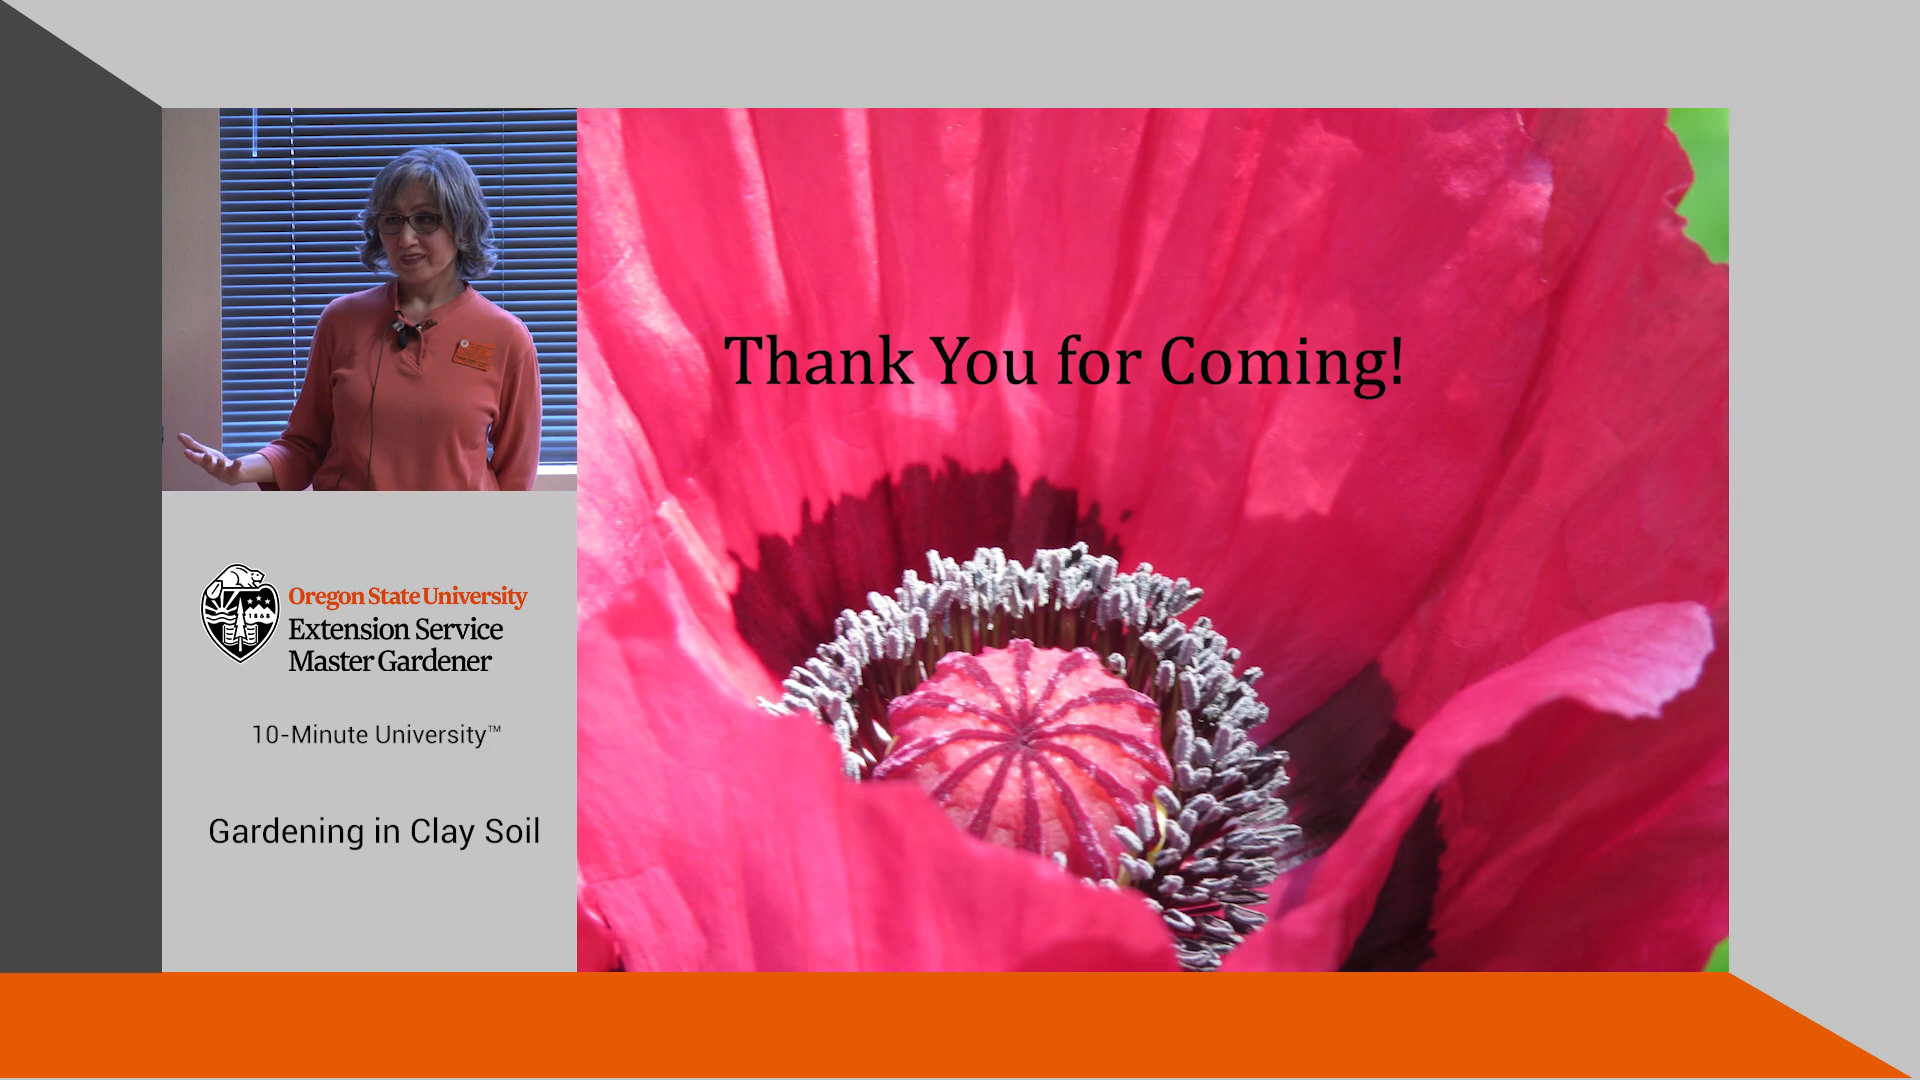 Thank You for Coming!
Oregon State University
Extension Service
Master Gardener
10-Minute University™
Gardening in Clay Soil